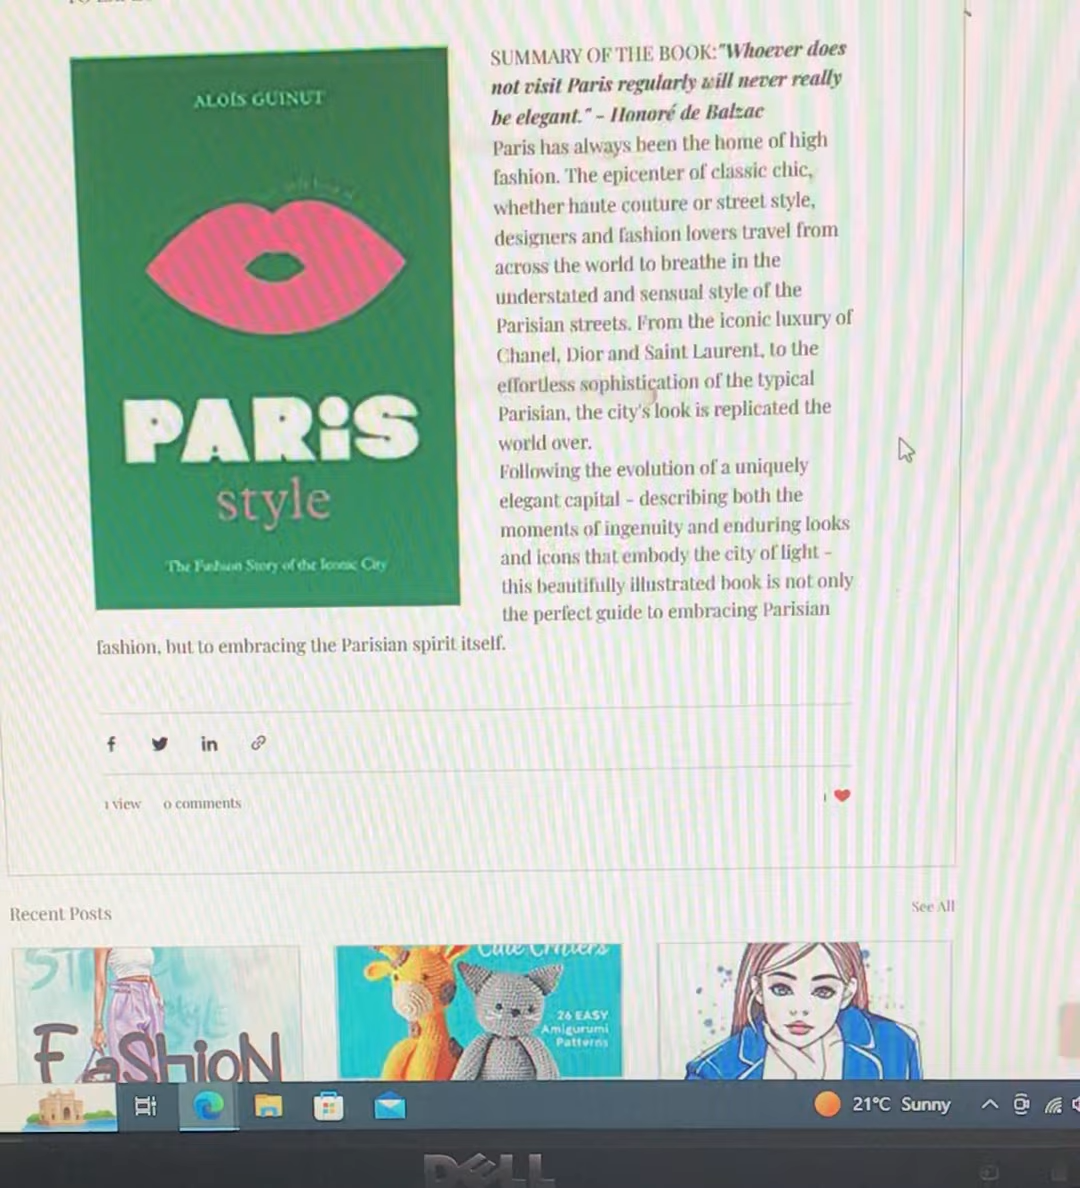 ALOÏS GUINUT
PARiS
style
The Fashion Story of the Iconic City
SUMMARY OF THE BOOK:"Whoever does
not visit Paris regularly will never really
be elegant." – Honoré de Balzac
Paris has always been the home of high
fashion. The epicenter of classic chic,
whether haute couture or street style,
designers and fashion lovers travel from
across the world to breathe in the
understated and sensual style of the
Parisian streets. From the iconic luxury of
Chanel, Dior and Saint Laurent, to the
effortless sophistication of the typical
Parisian, the city's look is replicated the
world over.
Following the evolution of a uniquely
elegant capital – describing both the
moments of ingenuity and enduring looks
and icons that embody the city of light –
this beautifully illustrated book is not only
the perfect guide to embracing Parisian
fashion, but to embracing the Parisian spirit itself.
f in
1 view 0 comments
1
Recent Posts
See All
FaShioN
Cute Critters
26 EASY
Amigurumi
Patterns
21°C Sunny
DELL